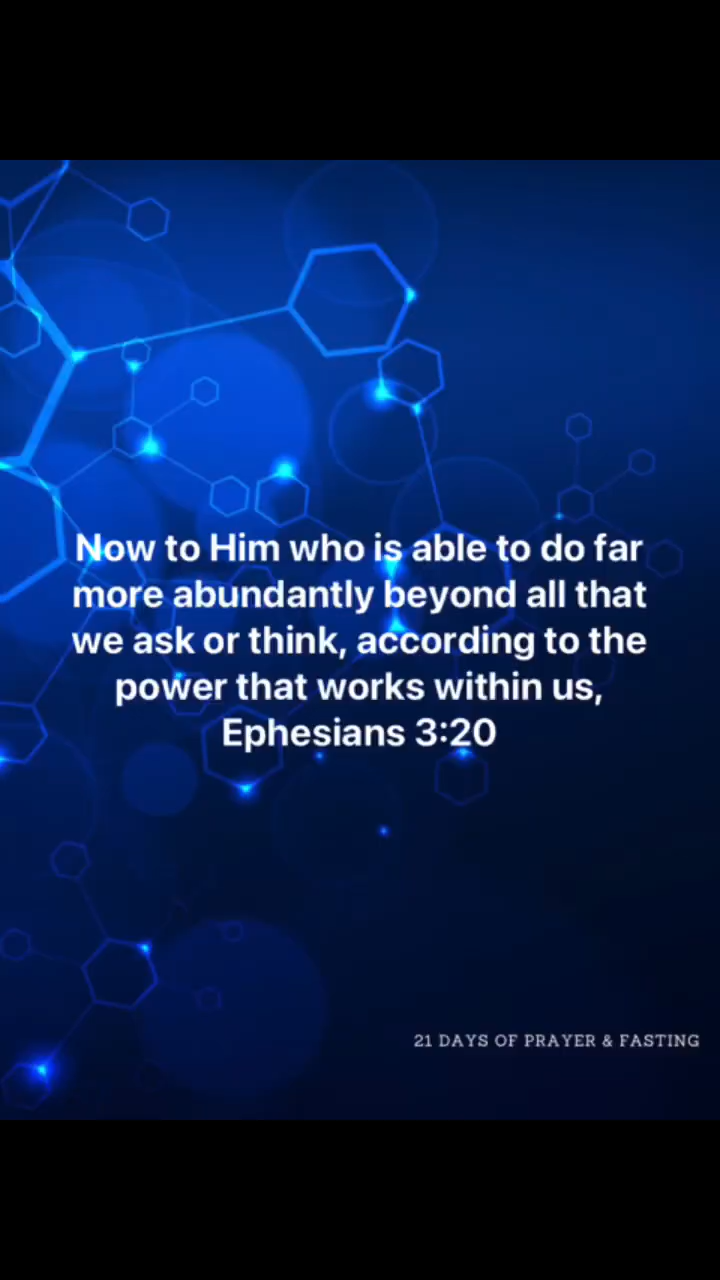 Now to Him who is able to do far
more abundantly beyond all that
we ask or think, according to the
power that works within us,
Ephesians 3:20
21 DAYS OF PRAYER & FASTING